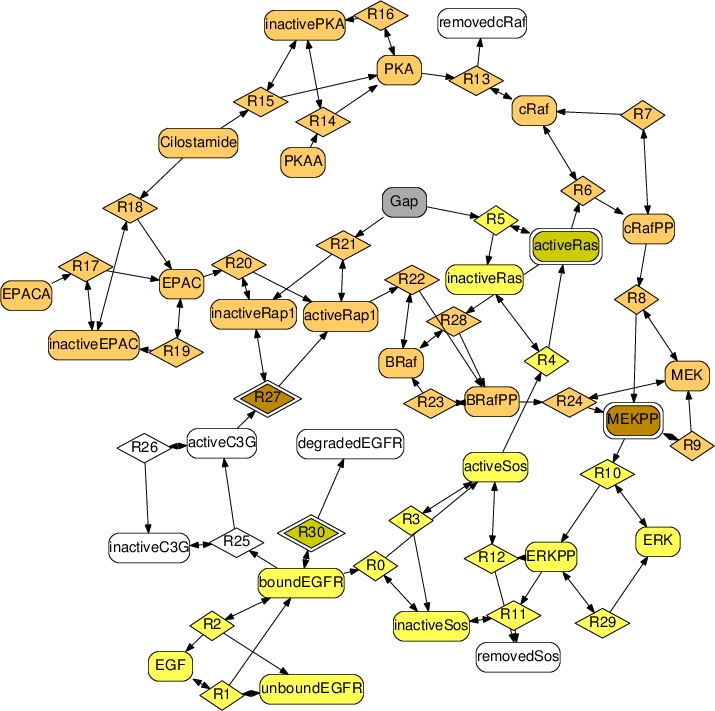 R16
inactivePKA
removedcRaf
PKA
R13
R15
cRaf
R7
R14
Cilostamide
PKAA
R6
R18
Gap
R5
cRafPP
R21
activeRas
R17
R20
R22
inactiveRas
EPACA
EPAC
R28
R8
inactiveRap1
activeRap1
inactiveEPAC
R19
BRaf
R4
MEK
R27
R23
BRafPP
R24
MEKPP
R26
activeC3G
degradedEGFR
R9
activeSos
R10
R3
R30
inactiveC3G
R25
ERK
R12
ERKPP
R0
boundEGFR
R11
R29
R2
inactiveSos
removedSos
EGF
R1
unboundEGFR